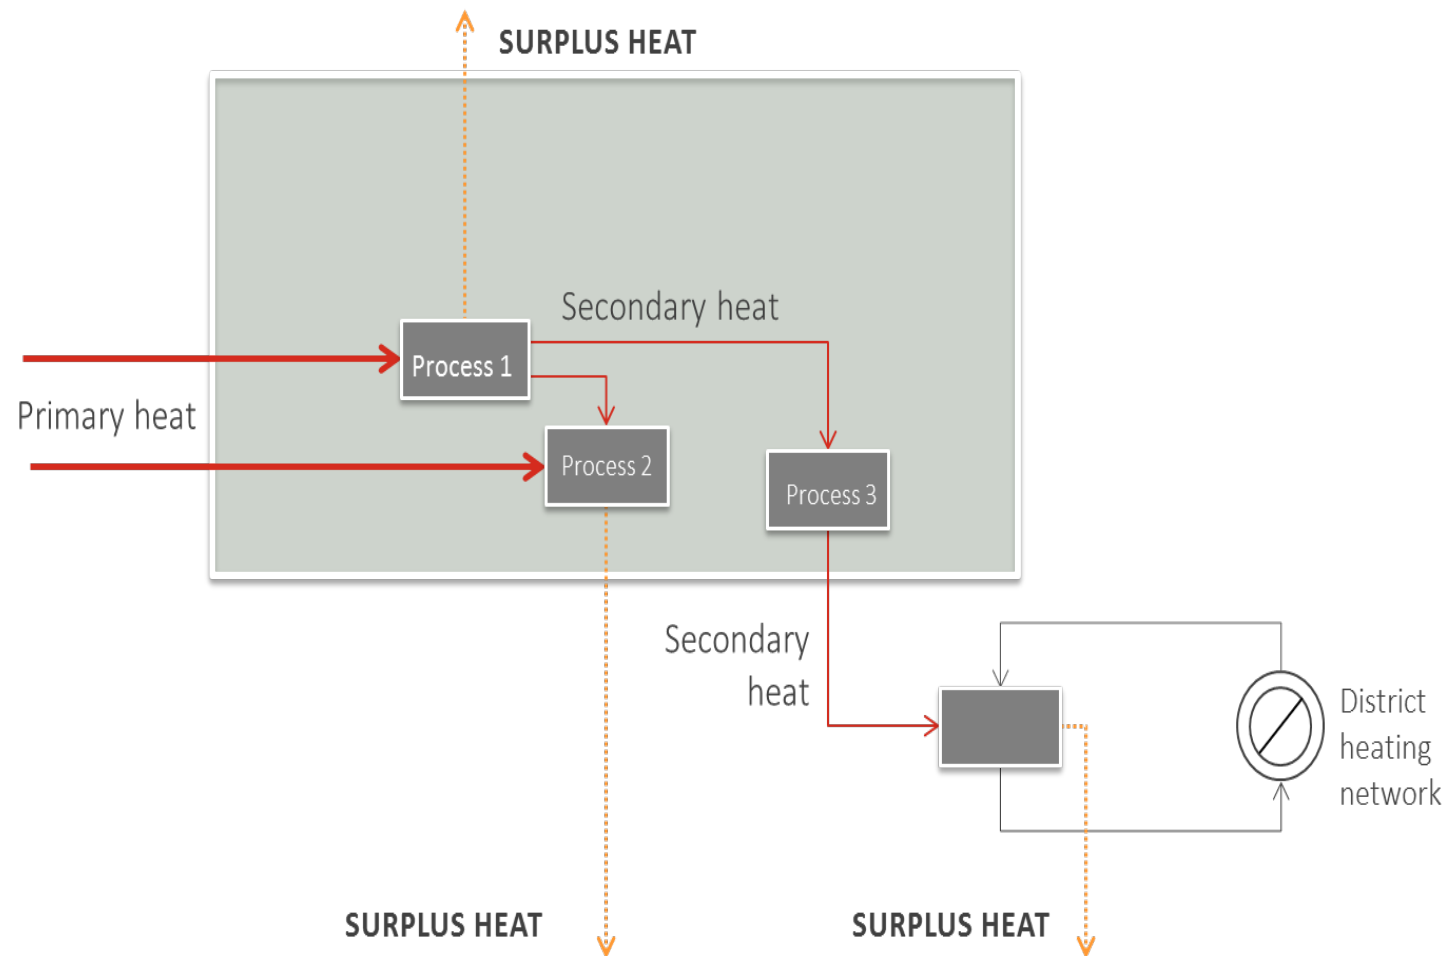 SURPLUS HEAT
Secondary heat
Process 1
Primary heat
Process 2
Process 3
Secondary
heat
District
heating
network
SURPLUS HEAT
SURPLUS HEAT